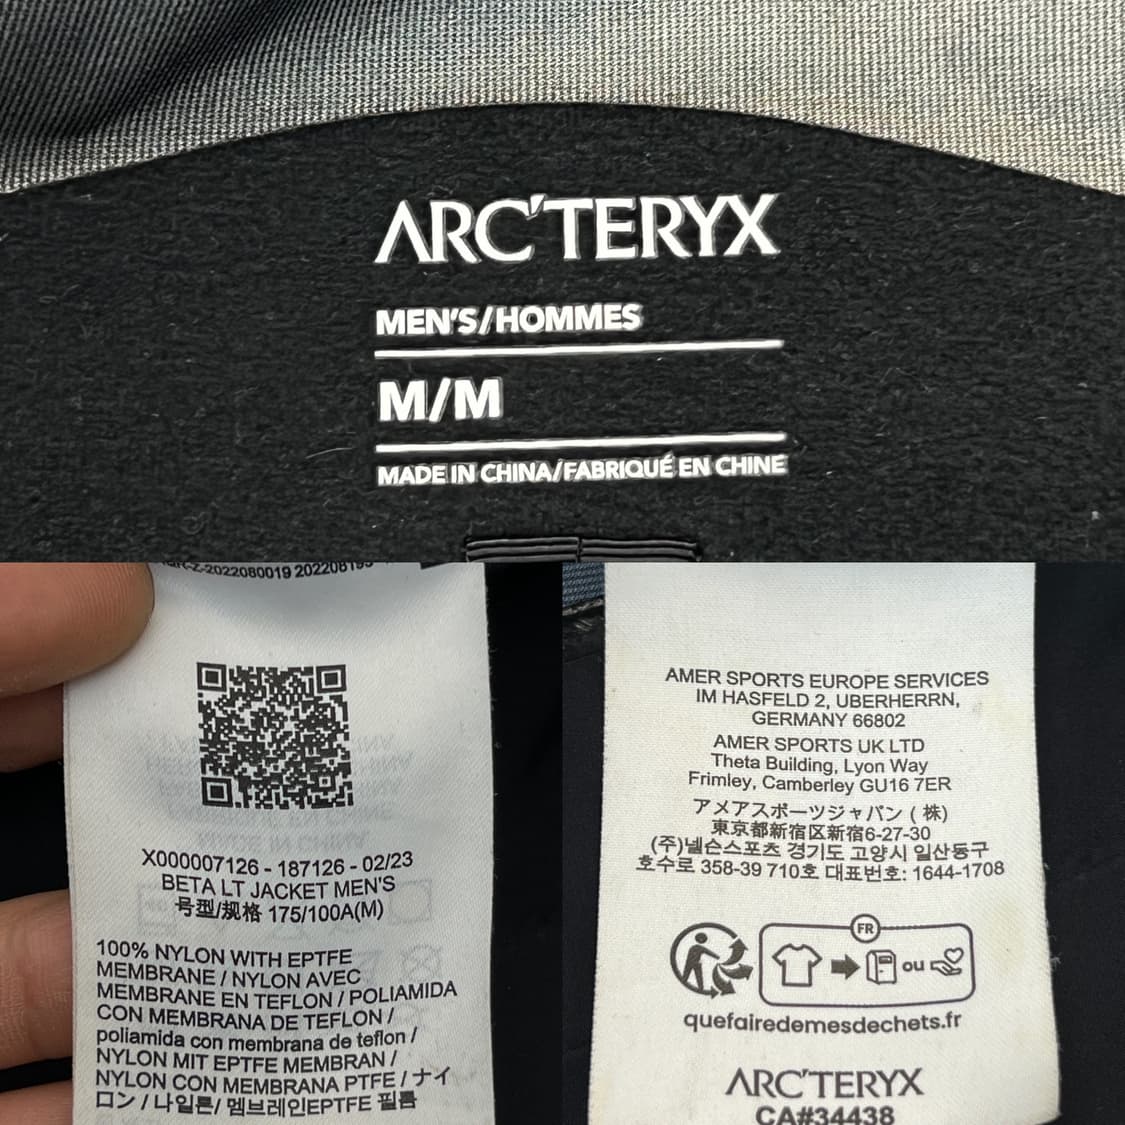 ARC'TERYX
MEN'S/HOMMES
M/M
MADE IN CHINA/FABRIQUÉ EN CHINE
-Z-2022080019 202208195
X000007126 - 187126 - 02/23
BETA LT JACKET MEN'S
号型/规格 175/100A(M)
100% NYLON WITH EPTFE
MEMBRANE / NYLON AVEC
MEMBRANE EN TEFLON / POLIAMIDA
CON MEMBRANA DE TEFLON /
poliamida con membrana de teflon /
NYLON MIT EPTFE MEMBRAN /
NYLON CON MEMBRANA PTFE / ナイ
ロン / 나일론/ 멤브레인EPTFE 필름
AMER SPORTS EUROPE SERVICES
IM HASFELD 2, UBERHERRN,
GERMANY 66802
AMER SPORTS UK LTD
Theta Building, Lyon Way
Frimley, Camberley GU16 7ER
アメアスポーツジャパン ( 株)
東京都新宿区新宿6-27-30
(주)넬슨스포츠 경기도 고양시 일산동구
호수로 358-39 710호 대표번호: 1644-1708
FR
ou
quefairedemesdechets.fr
ARC'TERYX
CA#34438